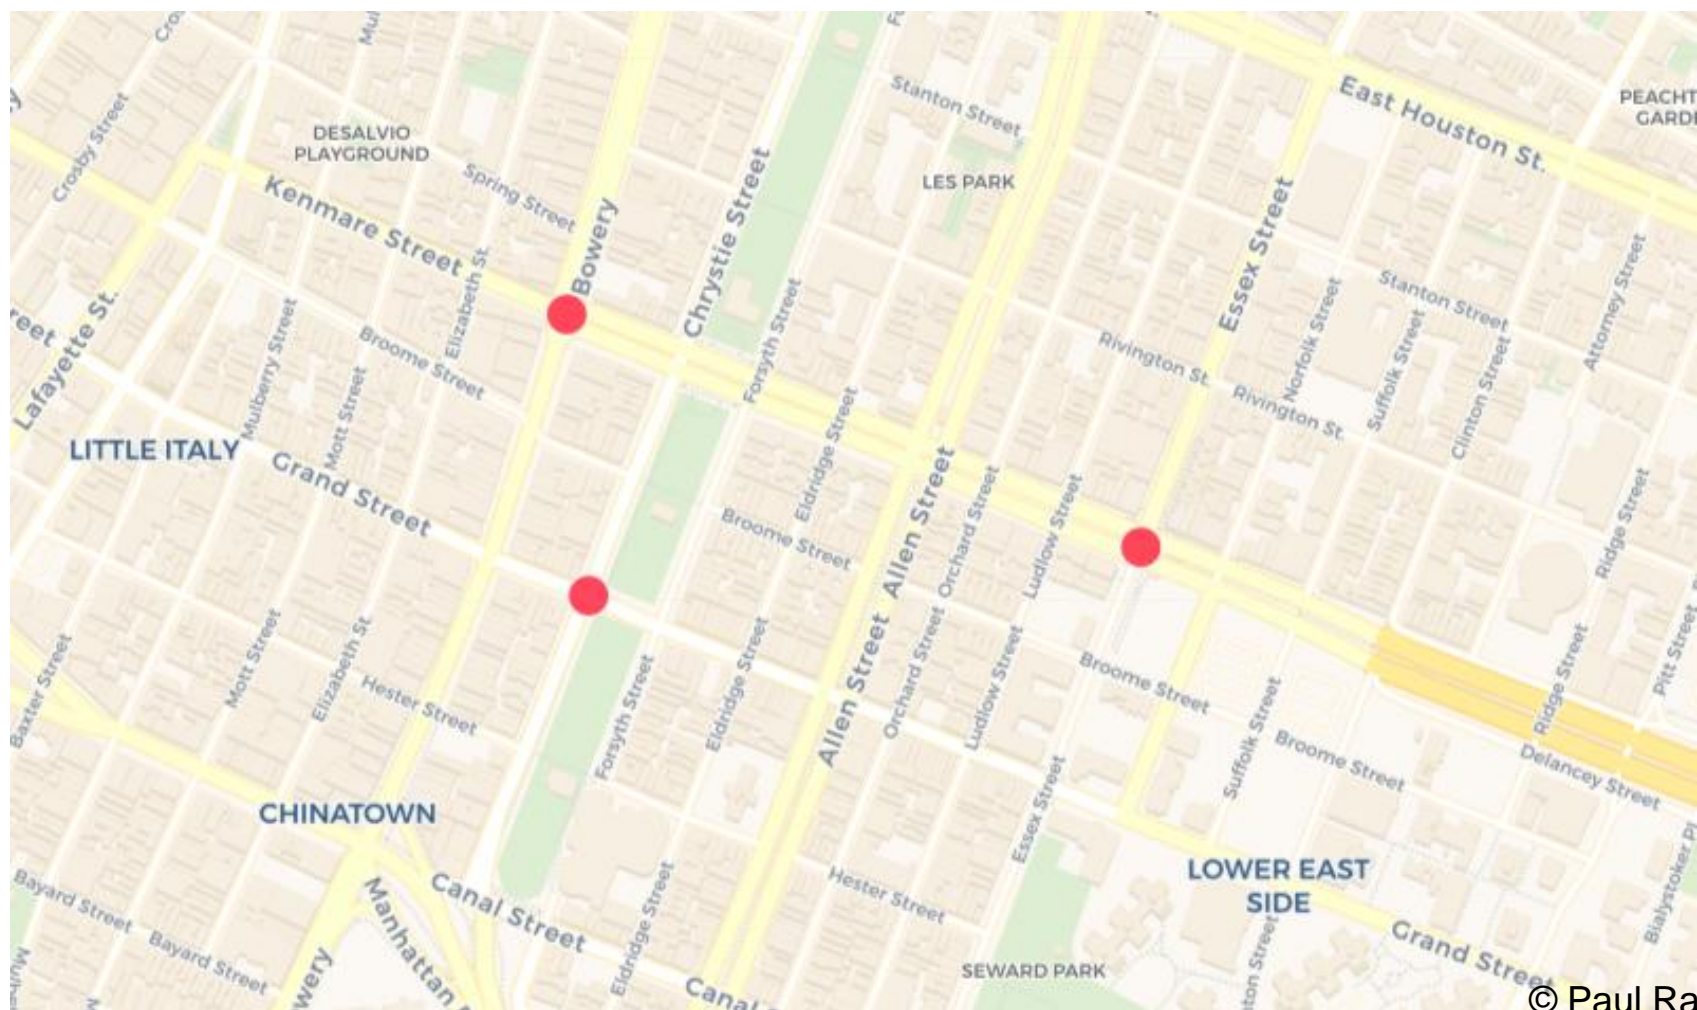 Crosby Street
DESALVIO
PLAYGROUND
Spring Street
Kenmare Street
Bowery
Chrystie Street
Stanton Street
LES PARK
East Houston St.
Essex Street
Lafayette St.
Mulberry Street
Mott Street
Elizabeth St.
Broome Street
Forsyth Street
Eldridge Street
Rivington St.
Rivington St.
Norfolk Street
Suffolk Street
Stanton Street
Clinton Street
Attorney Street
LITTLE ITALY
Grand Street
Broome Street
Allen Street
Orchard Street
Ludlow Street
Ridge Street
Baxter Street
Mott Street
Elizabeth St.
Hester Street
Forsyth Street
Eldridge Street
Allen Street
Orchard Street
Ludlow Street
Broome Street
Essex Street
Suffolk Street
Broome Street
Ridge Street
Pitt Street
Delancey Street
CHINATOWN
Bayard Street
Bayard Street
Canal Street
Manhattan
Eldridge Street
Hester Street
SEWARD PARK
LOWER EAST
SIDE
Grand Street
Bialystoker Pl
Canal
© Paul Ra